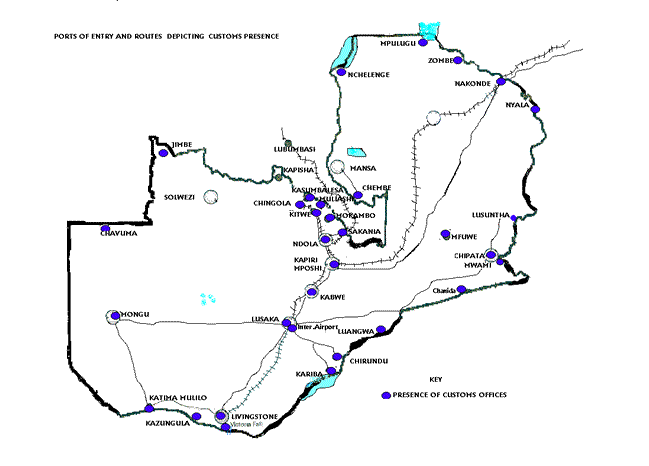 PORTS OF ENTRY AND ROUTES DEPICTING CUSTOMS PRESENCE
MPULUGU
ZOMBE
NCHELENGE
NAKONDE
NYALA
JIMBE
LUBUMBASI
MANSA
KAPISHA
SOLWEZI
KASUMBALESA
CHEMBE
CHINGOLA
MULIASHI
KITWE
MOKAMBO
LUSUNTHA
CHAVUMA
SAKANIA
MFUWE
NDOLA
CHIPATA
KAPIRI
MPOSHI
MWAMI
Chanida
KABWE
MONGU
LUSAKA
Inter.Airport
LUANGWA
CHIRUNDU
KARIBA
KEY
PRESENCE OF CUSTOMS OFFICES
KATIMA MULILO
LIVINGSTONE
KAZUNGULA
Victoria Fall